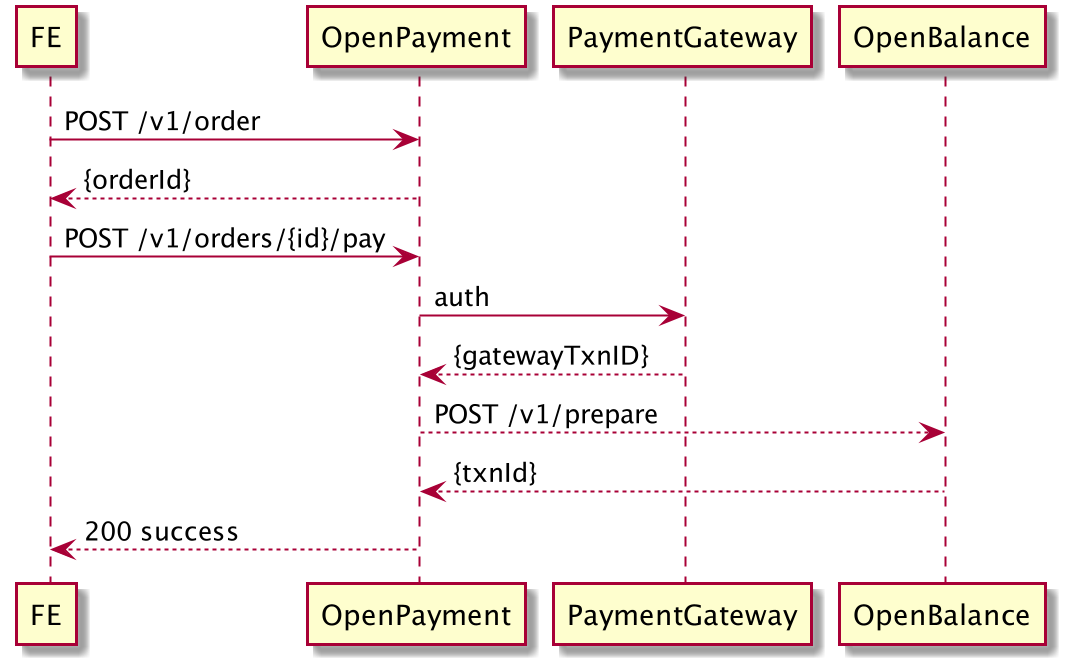 FE
OpenPayment
PaymentGateway
OpenBalance
POST /v1/order
{orderId}
POST /v1/orders/{id}/pay
auth
{gatewayTxnID}
POST /v1/prepare
{txnId}
200 success
FE
OpenPayment
PaymentGateway
OpenBalance